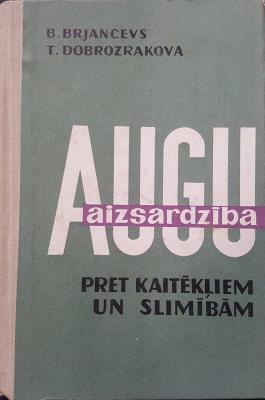 B. BRJANCEVS
T. DOBROZRAKOVA
AUGU
aizsardzība
PRET KAITĒKĻIEM
UN SLIMĪBĀM